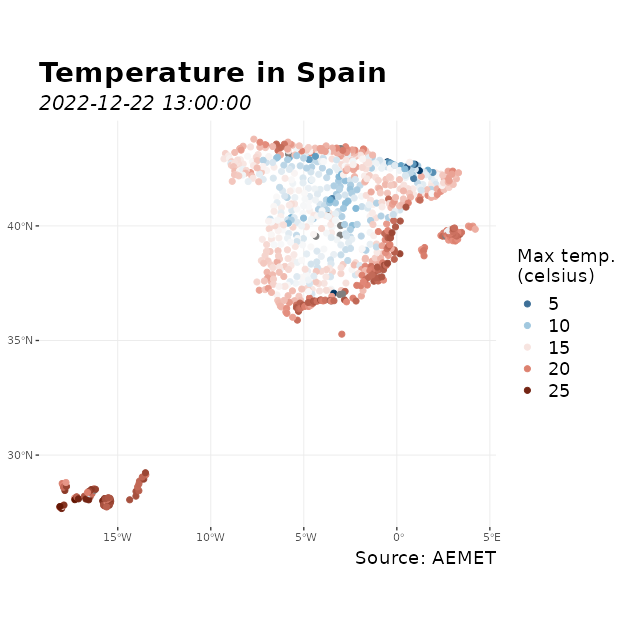 Temperature in Spain
2022-12-22 13:00:00
40°N
35°N
30°N
15°W
10°W
5°W
0°
5°E
Max temp.
(celsius)
5
10
15
20
25
Source: AEMET